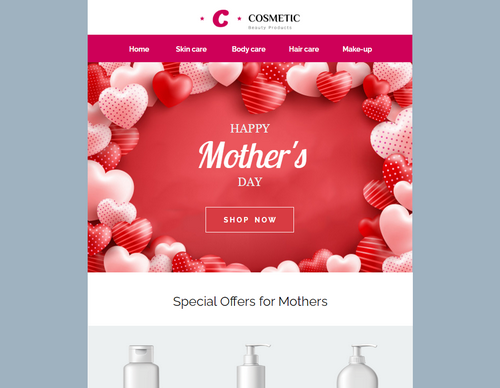 C
COSMETIC
Beauty Products
Home Skin care Body care Hair care Make-up
HAPPY
Mother's
DAY
SHOP NOW
Special Offers for Mothers